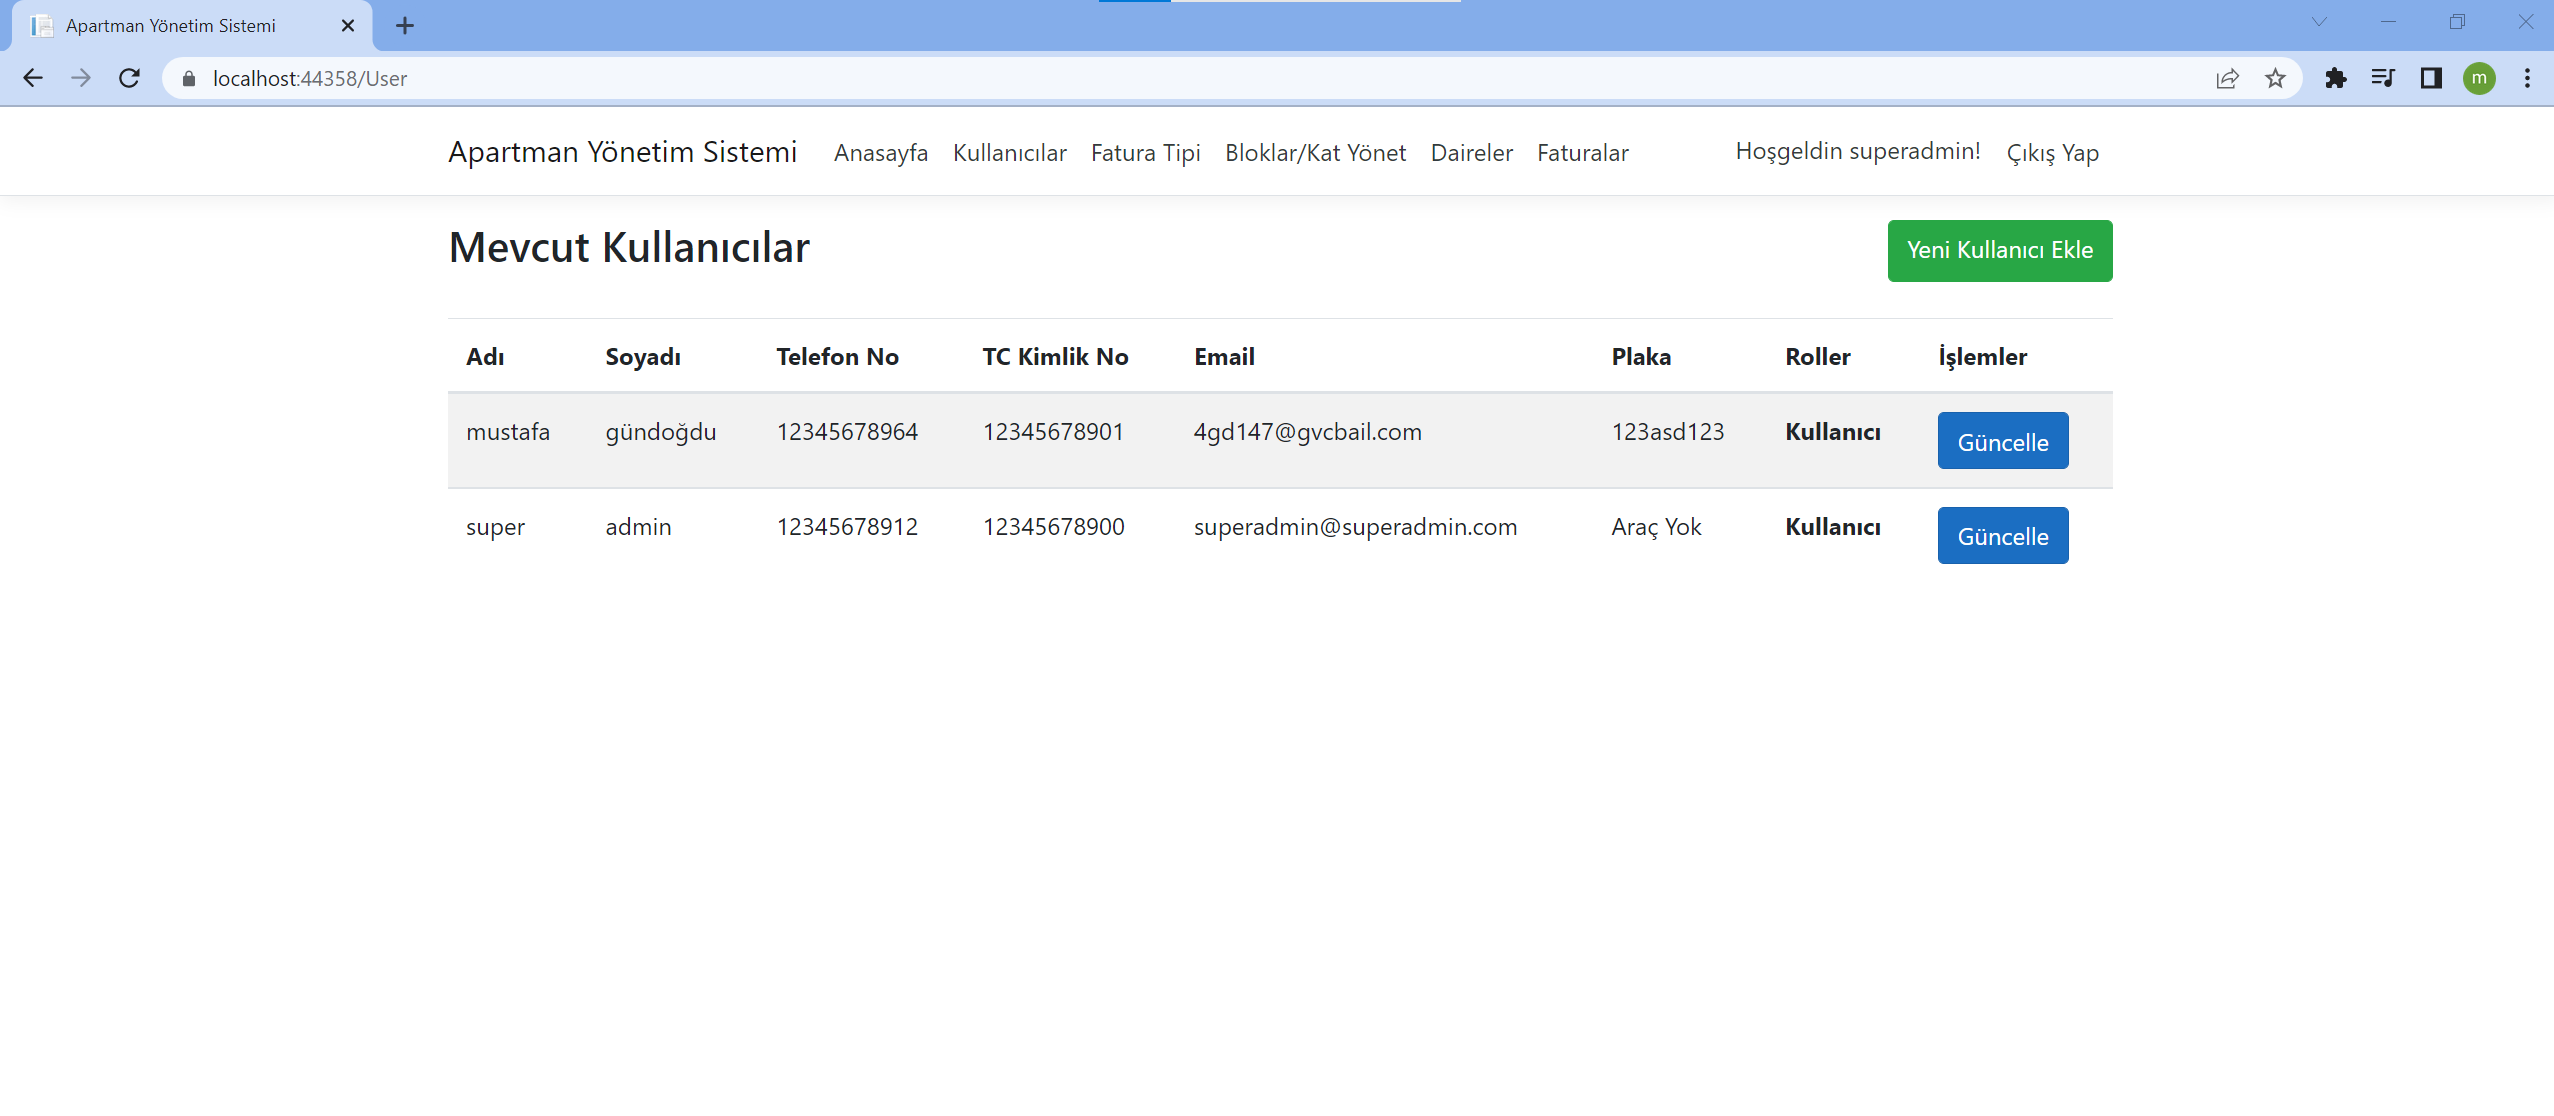 Apartman Yönetim Sistemi
localhost:44358/User
m
Apartman Yönetim Sistemi Anasayfa Kullanıcılar Fatura Tipi Bloklar/Kat Yönet Daireler Faturalar Hoşgeldin superadmin! Çıkış Yap
Mevcut Kullanıcılar Yeni Kullanıcı Ekle
Adı Soyadı Telefon No TC Kimlik No Email Plaka Roller İşlemler
mustafa gündoğdu 12345678964 12345678901 4gd147@gvcbail.com 123asd123 Kullanıcı Güncelle
super admin 12345678912 12345678900 superadmin@superadmin.com Araç Yok Kullanıcı Güncelle